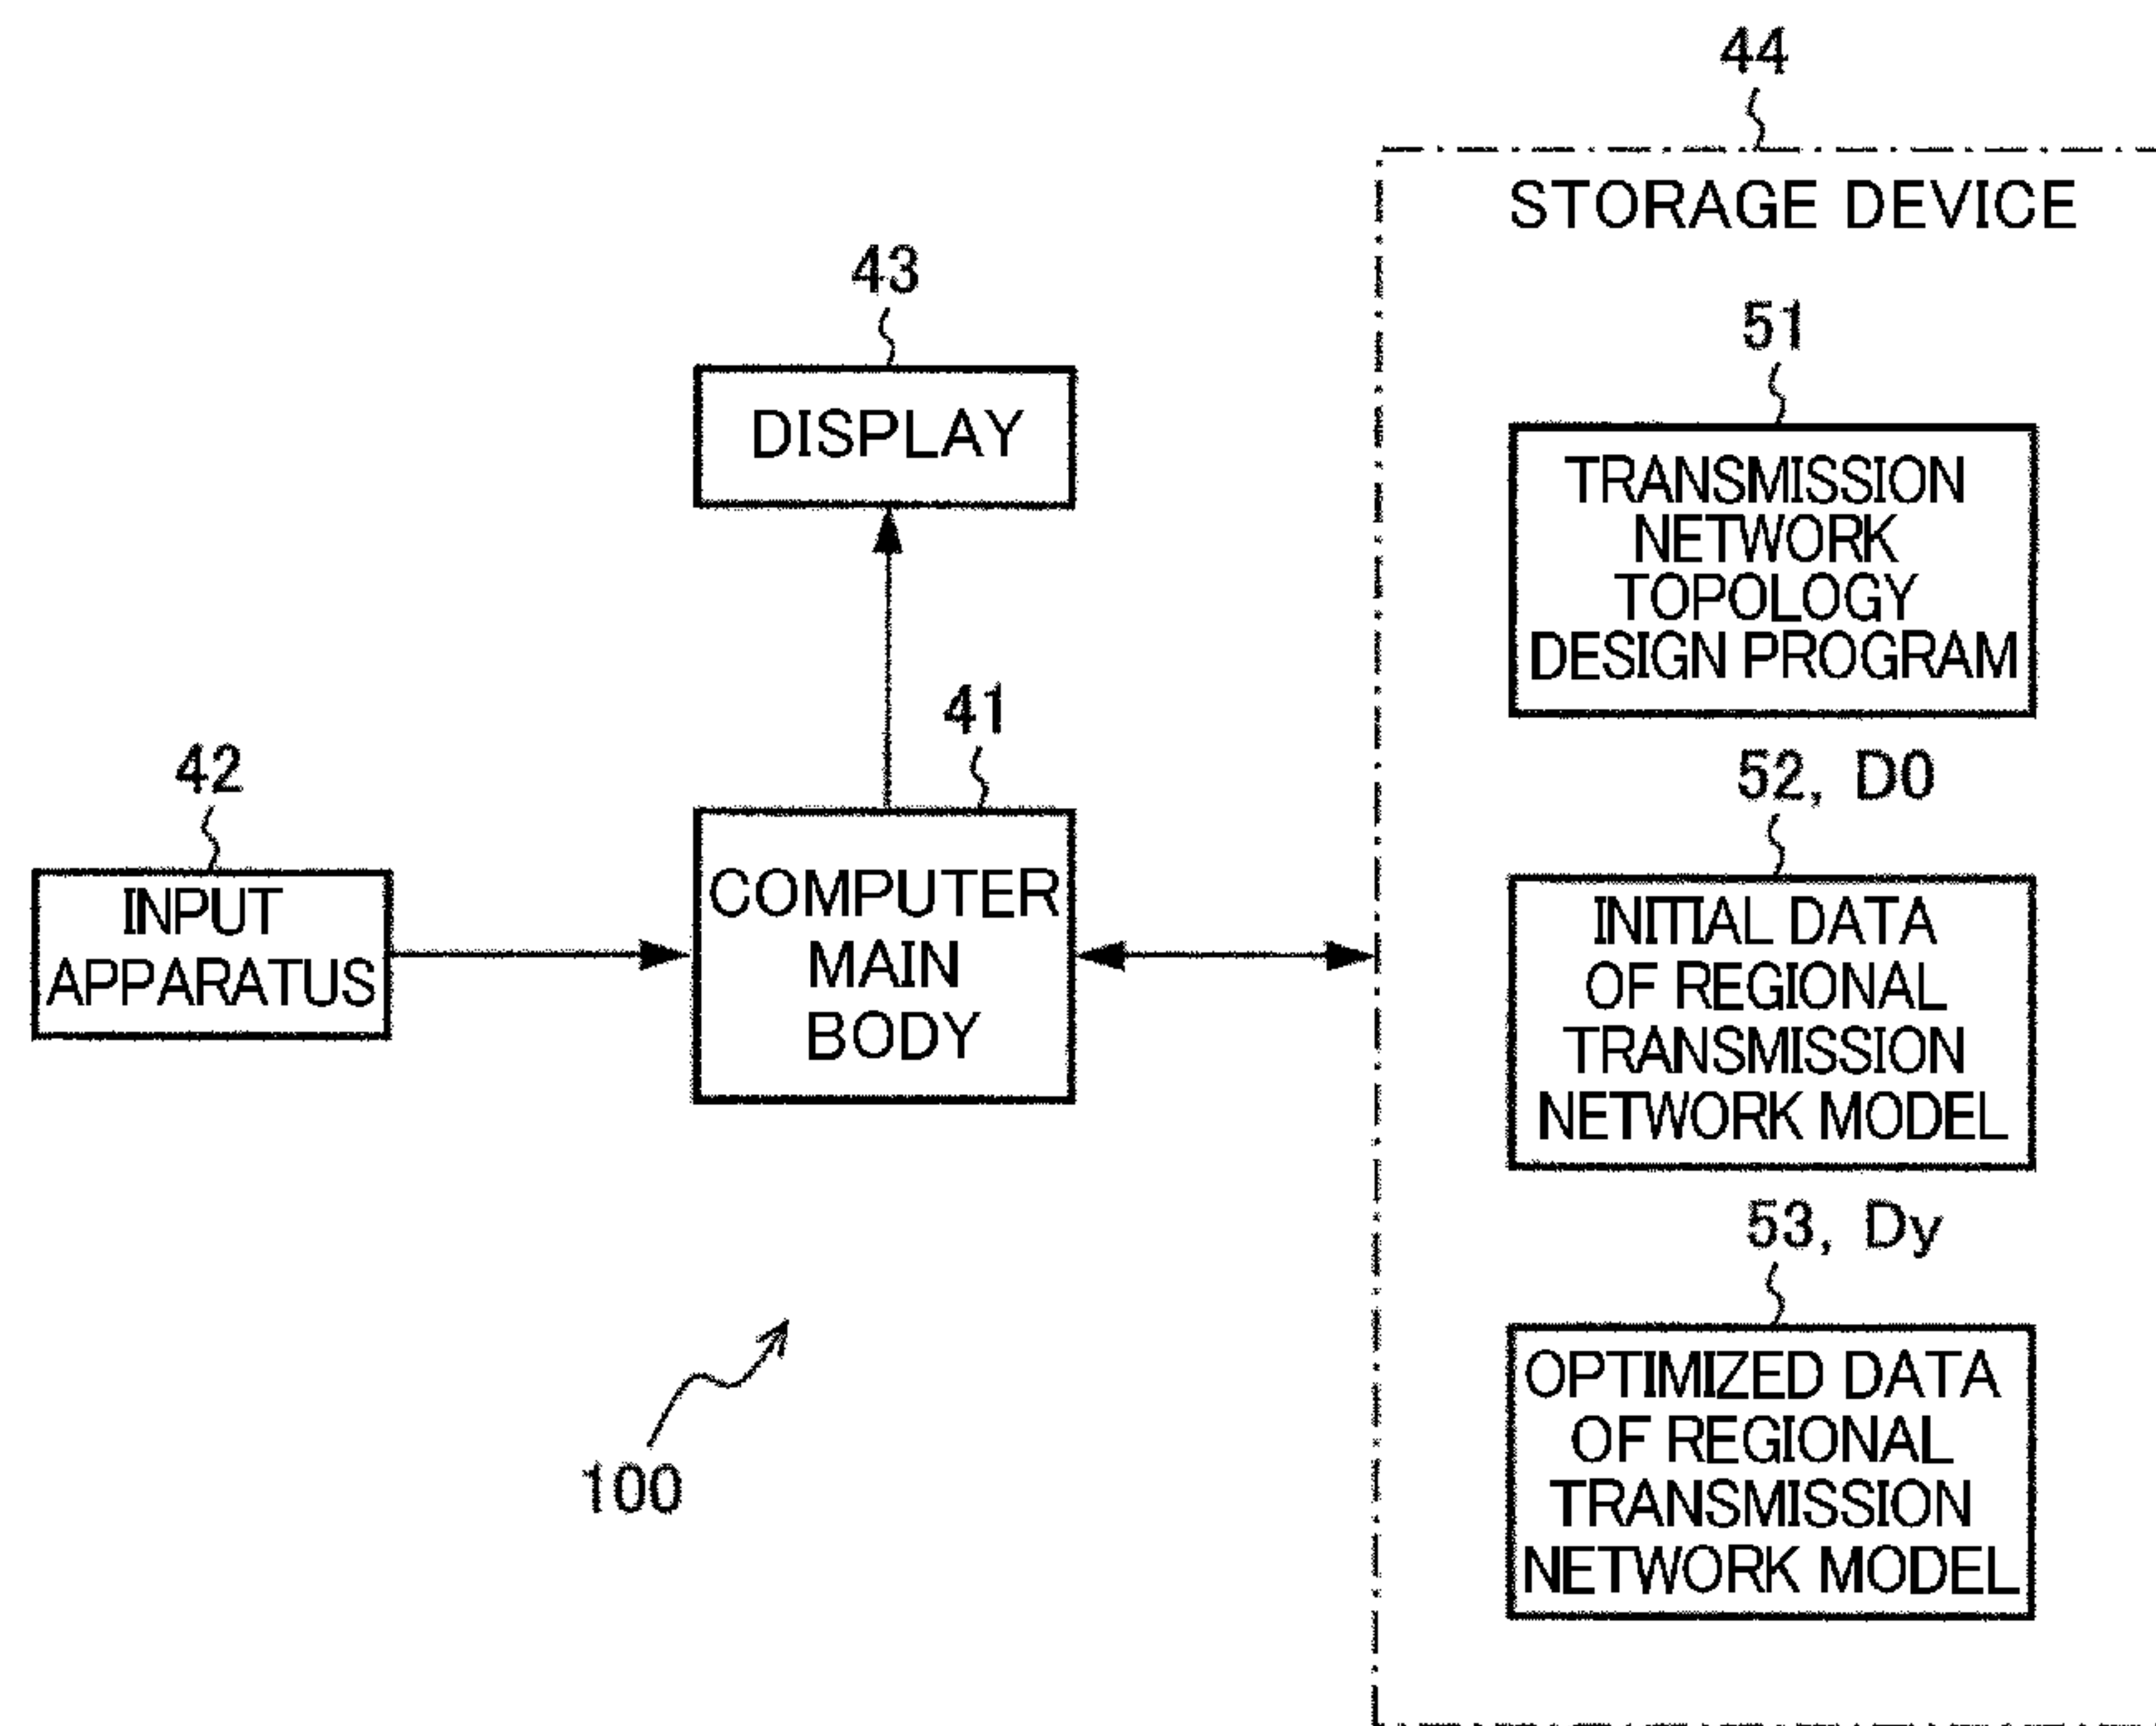 44
STORAGE DEVICE
43
DISPLAY
51
TRANSMISSION
NETWORK
TOPOLOGY
DESIGN PROGRAM
42
INPUT
APPARATUS
41
COMPUTER
MAIN
BODY
52, D0
INITIAL DATA
OF REGIONAL
TRANSMISSION
NETWORK MODEL
53, Dy
OPTIMIZED DATA
OF REGIONAL
TRANSMISSION
NETWORK MODEL
100